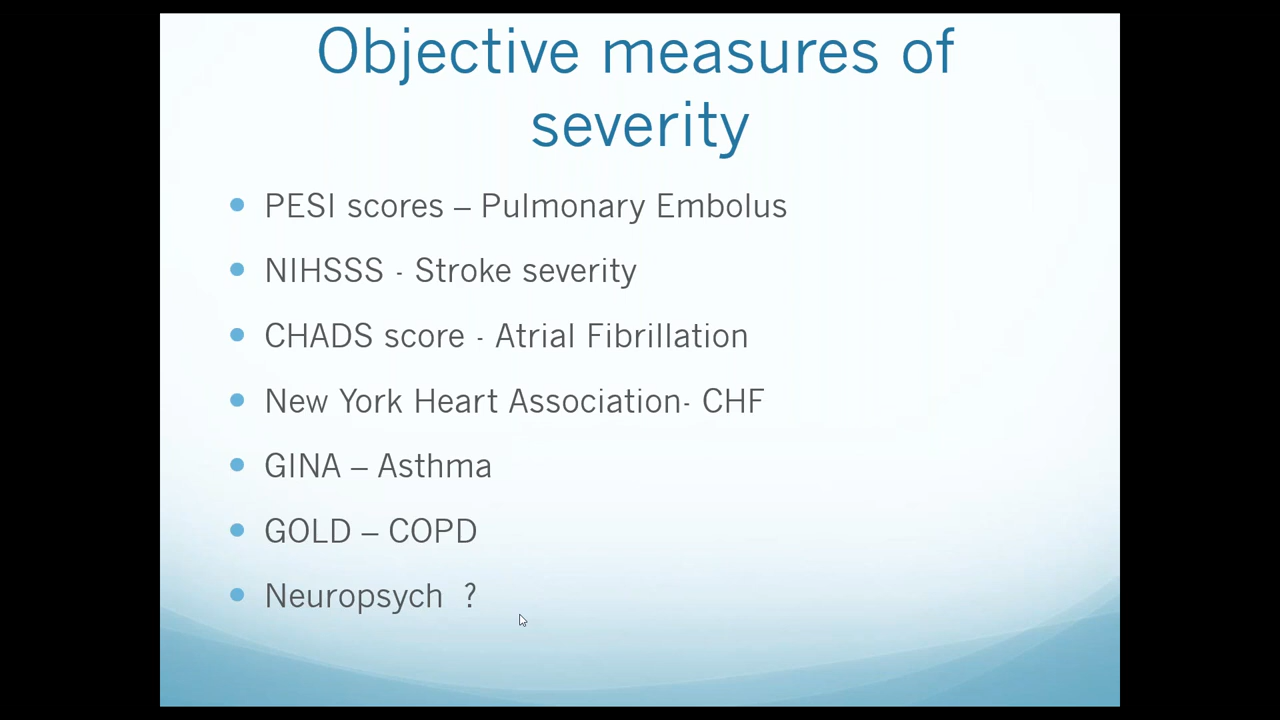 Objective measures of
severity
PESI scores – Pulmonary Embolus
NIHSSS - Stroke severity
CHADS score - Atrial Fibrillation
New York Heart Association- CHF
GINA – Asthma
GOLD – COPD
Neuropsych ?